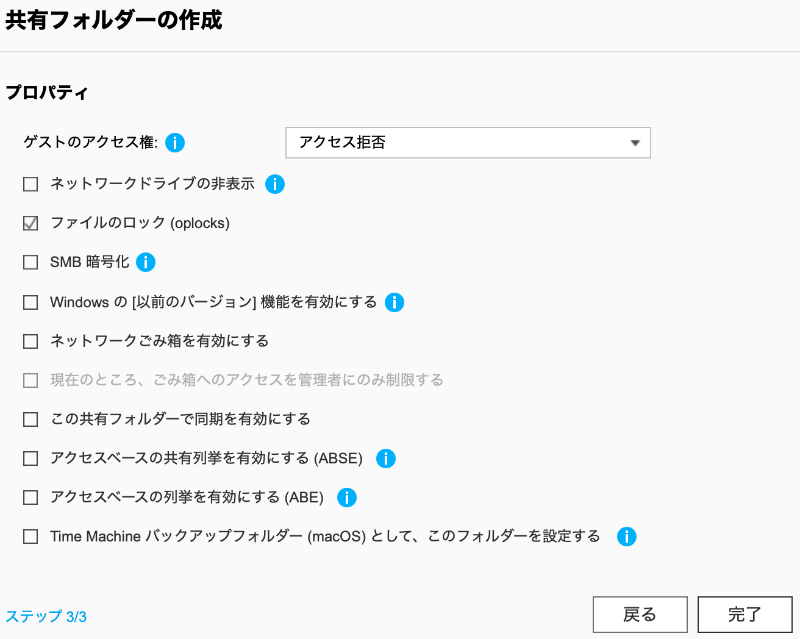 共有フォルダーの作成
プロパティ
ゲストのアクセス権: i アクセス拒否
ネットワークドライブの非表示 i
ファイルのロック (oplocks)
SMB 暗号化 i
Windows の [以前のバージョン] 機能を有効にする i
ネットワークごみ箱を有効にする
現在のところ、ごみ箱へのアクセスを管理者にのみ制限する
この共有フォルダーで同期を有効にする
アクセスベースの共有列挙を有効にする (ABSE) i
アクセスベースの列挙を有効にする (ABE) i
Time Machine バックアップフォルダー (macOS) として、このフォルダーを設定する i
ステップ 3/3 戻る 完了